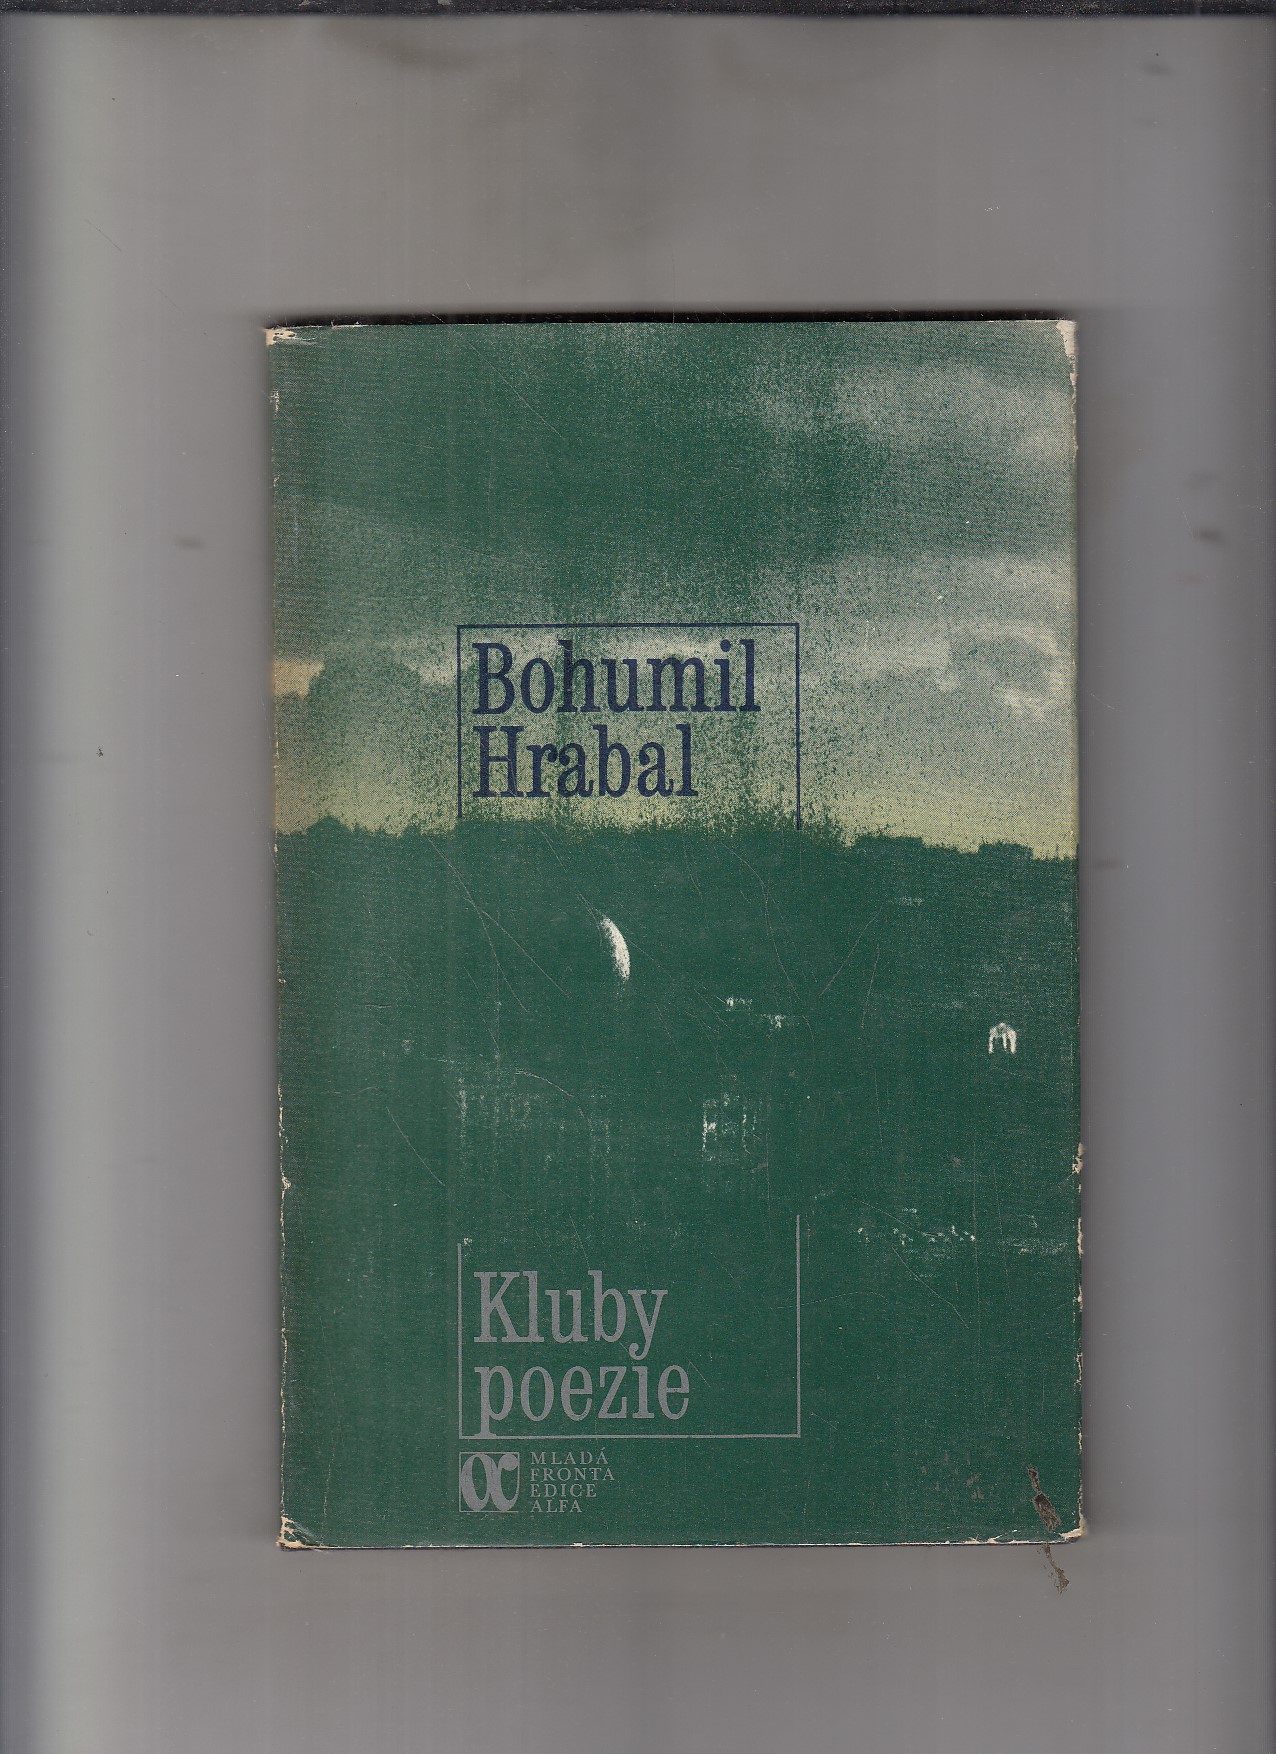 Bohumil
Hrabal
Kluby
poezie
MLADÁ
FRONTA
EDICE
ALFA